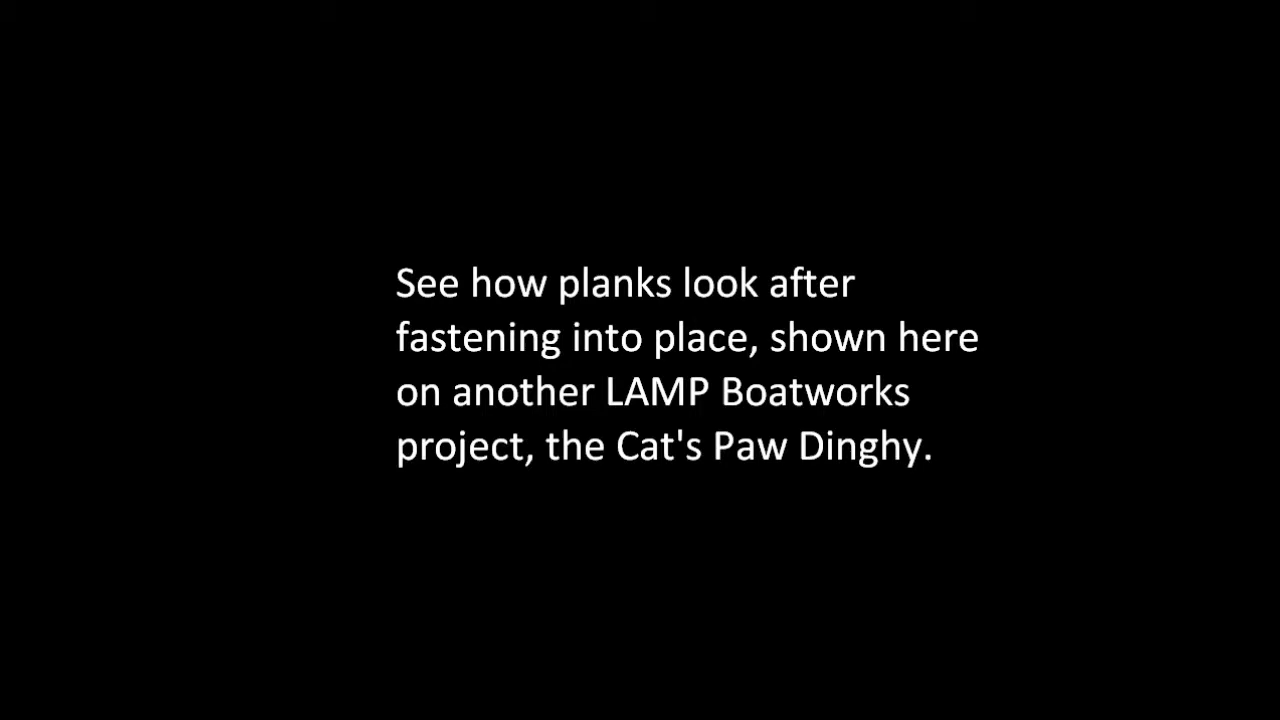 See how planks look after
fastening into place, shown here
on another LAMP Boatworks
project, the Cat's Paw Dinghy.